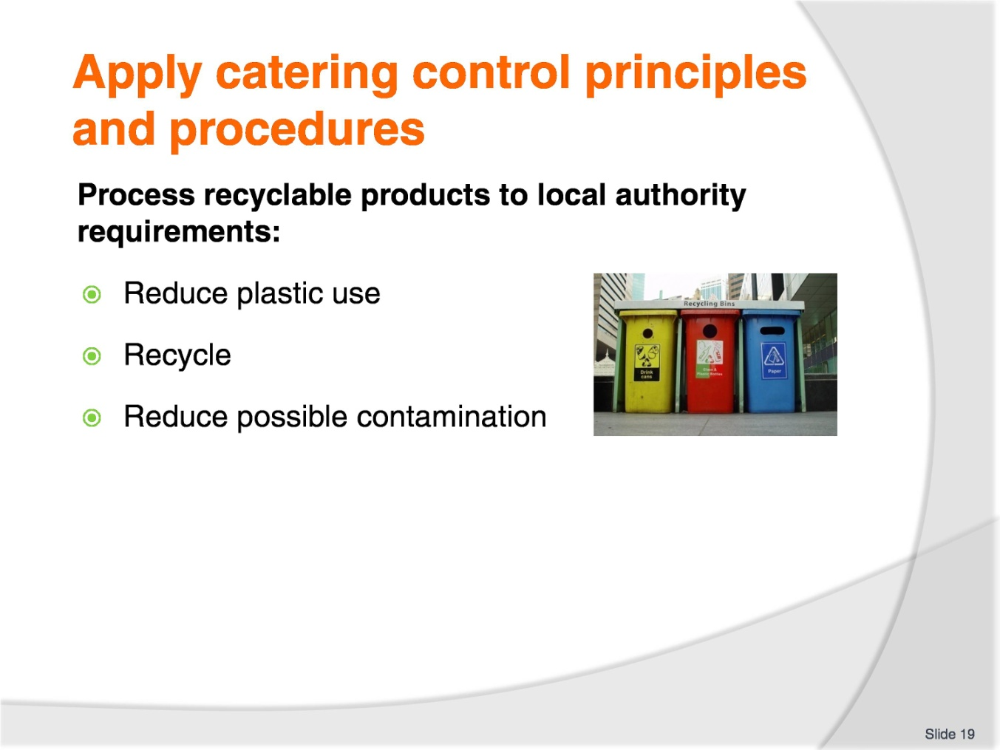 Apply catering control principles
and procedures
Process recyclable products to local authority
requirements:
Reduce plastic use
Recycle
Reduce possible contamination
Recycling Bins
Drink
cans
Glass &
Plastic Bottles
Paper
Slide 19